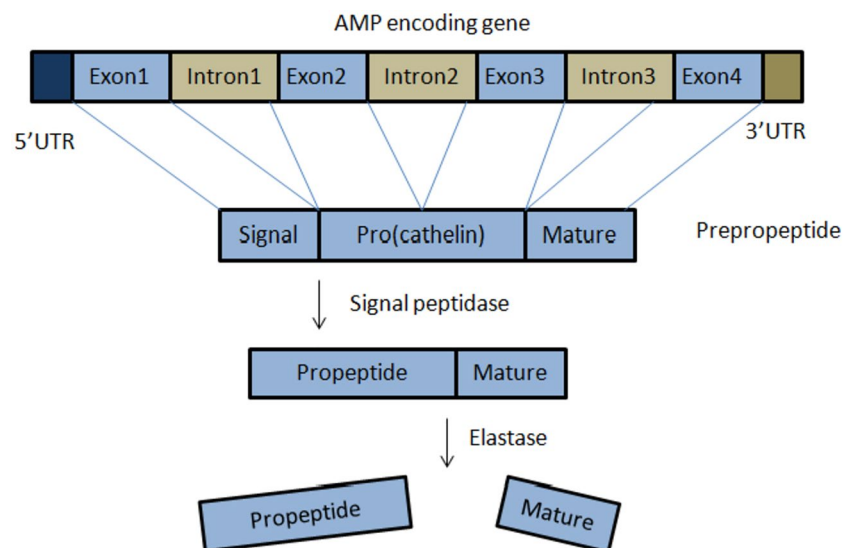 AMP encoding gene
Exon1 Intron1 Exon2 Intron2 Exon3 Intron3 Exon4
5’UTR 3’UTR
Signal Pro(cathelin) Mature Prepropeptide
Signal peptidase
Propeptide Mature
Elastase
Propeptide Mature